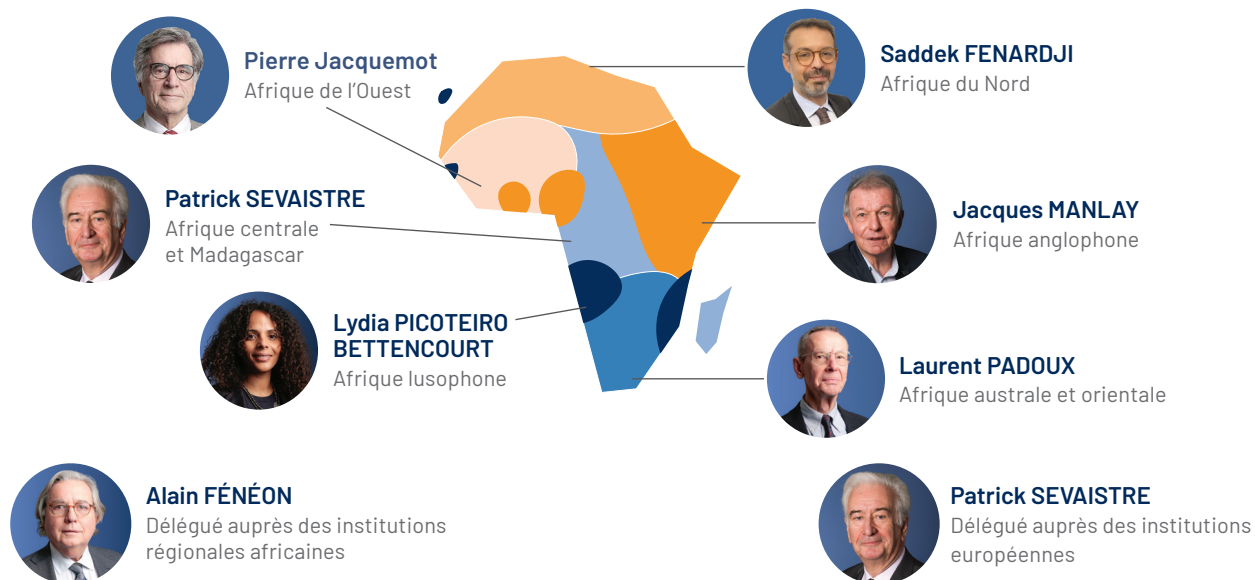 Pierre Jacquemot
Afrique de l'Ouest
Saddek FENARDJI
Afrique du Nord
Patrick SEVAISTRE
Afrique centrale
et Madagascar
Jacques MANLAY
Afrique anglophone
Lydia PICOTEIRO
BETTENCOURT
Afrique lusophone
Laurent PADOUX
Afrique australe et orientale
Alain FÉNÉON
Délégué auprès des institutions
régionales africaines
Patrick SEVAISTRE
Délégué auprès des institutions
européennes